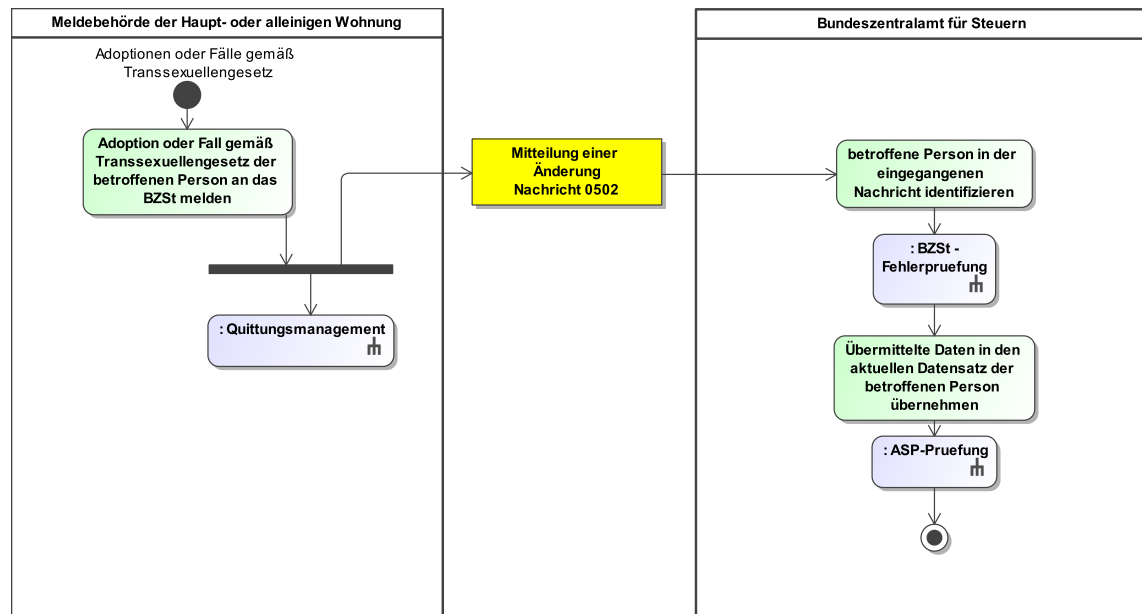 Meldebehörde der Haupt- oder alleinigen Wohnung
Adoptionen oder Fälle gemäß
Transsexuellengesetz
Adoption oder Fall gemäß
Transsexuellengesetz der
betroffenen Person an das
BZSt melden
: Quittungsmanagement
Mitteilung einer
Änderung
Nachricht 0502
Bundeszentralamt für Steuern
betroffene Person in der
eingegangenen
Nachricht identifizieren
: BZSt -
Fehlerpruefung
Übermittelte Daten in den
aktuellen Datensatz der
betroffenen Person
übernehmen
: ASP-Pruefung